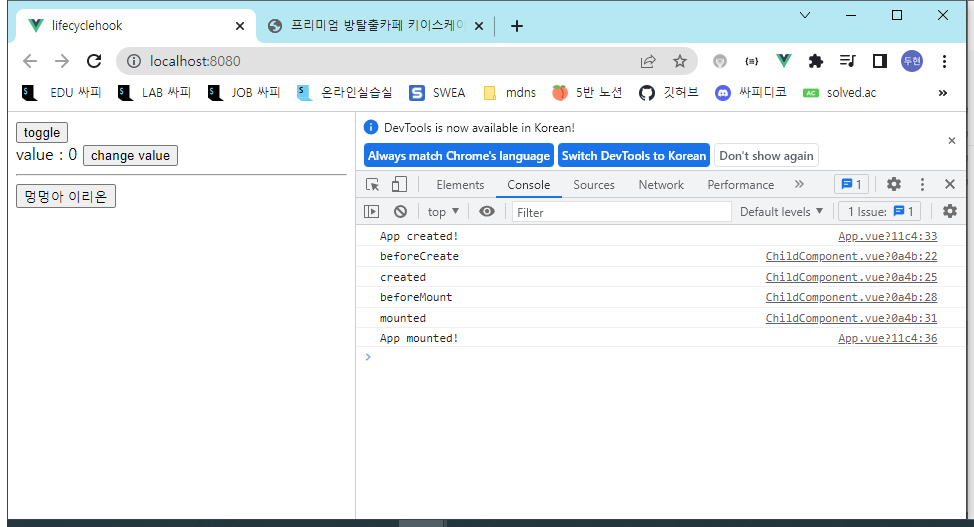 lifecyclehook
프리미엄 방탈출카페 키이스케이
localhost:8080
두현
EDU 싸피 LAB 싸피 JOB 싸피 온라인실습실 SWEA mdns 5반 노션 깃허브 싸피디코 solved.ac »
toggle
value : 0 change value
멍멍아 이리온
DevTools is now available in Korean!
Always match Chrome's language Switch DevTools to Korean Don't show again
Elements Console Sources Network Performance » 1
top ▼ Filter Default levels ▼ 1 Issue: 1
App created! App.vue?11c4:33
beforeCreate ChildComponent.vue?0a4b:22
created ChildComponent.vue?0a4b:25
beforeMount ChildComponent.vue?0a4b:28
mounted ChildComponent.vue?0a4b:31
App mounted! App.vue?11c4:36